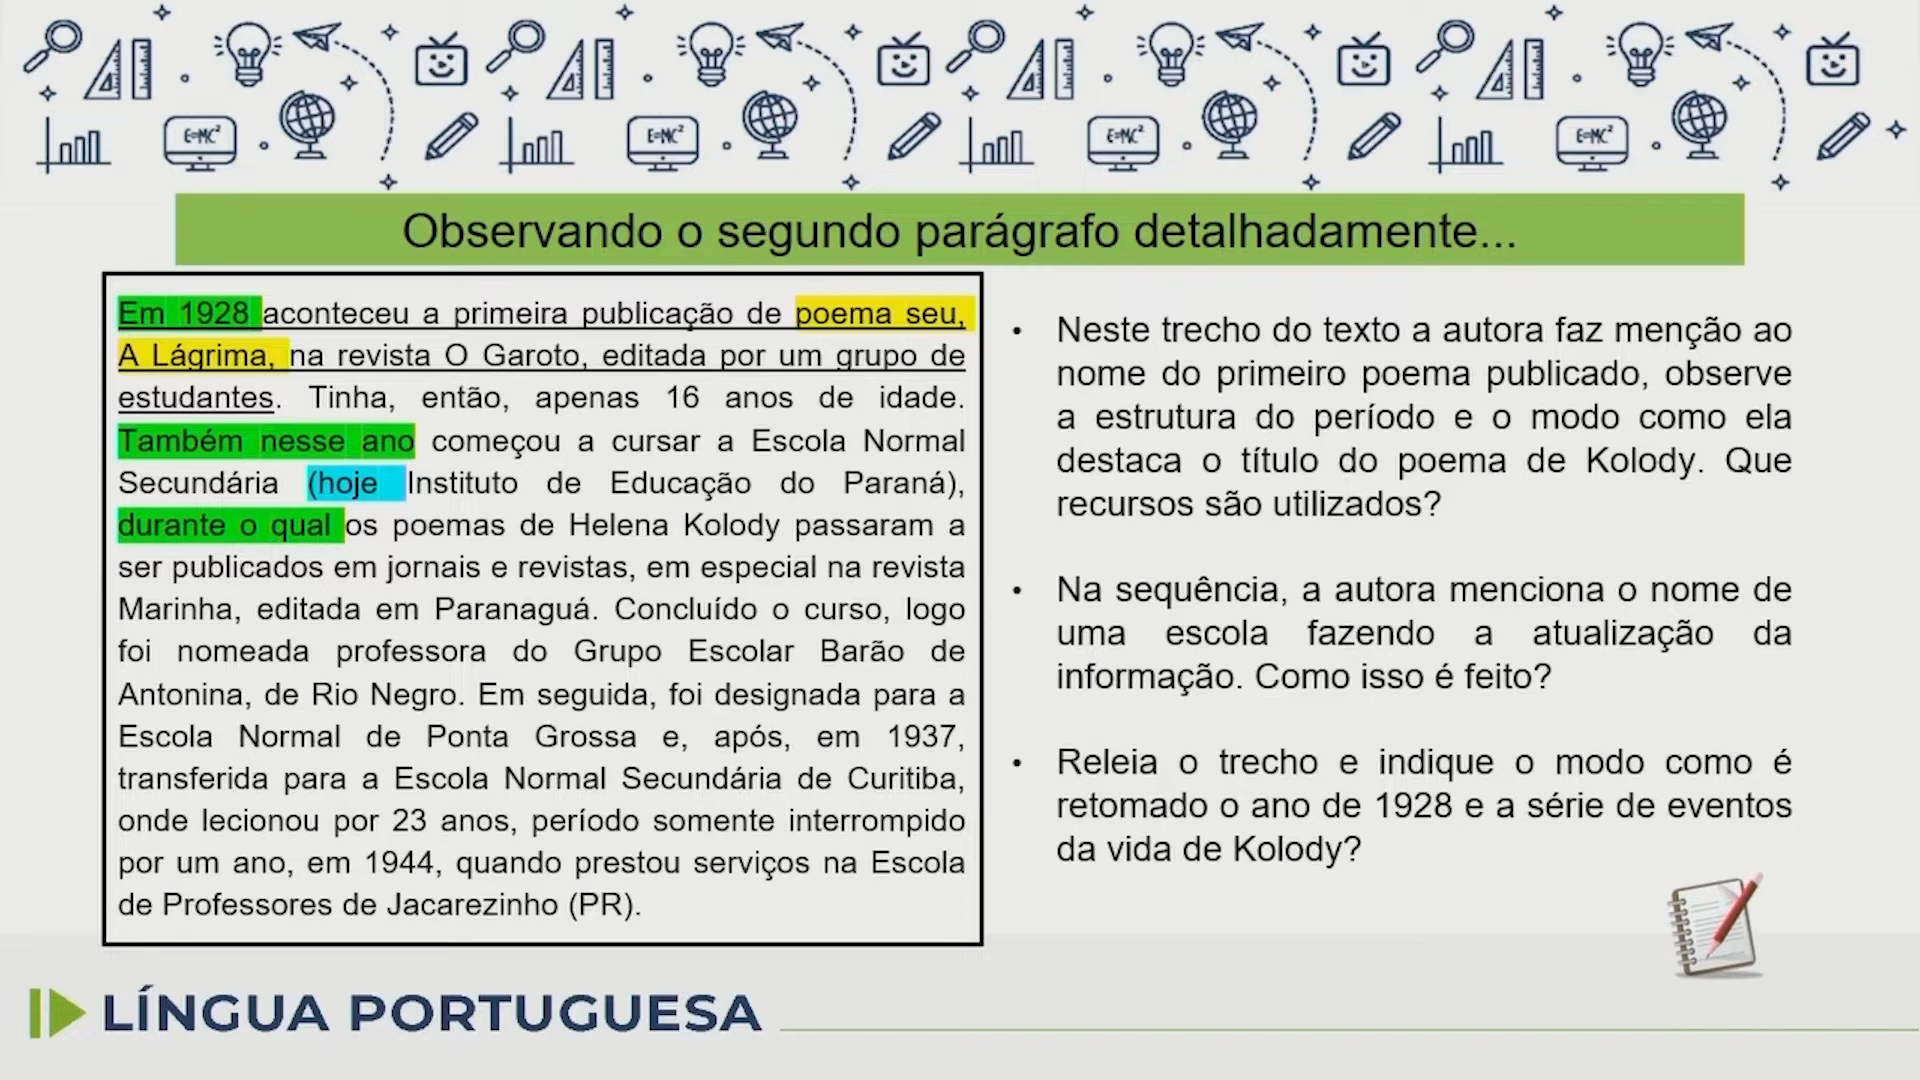 E=MC²
E=MC²
E=MC²
E=MC²
Observando o segundo parágrafo detalhadamente...
Em 1928 aconteceu a primeira publicação de poema seu,
A Lágrima, na revista O Garoto, editada por um grupo de
estudantes. Tinha, então, apenas 16 anos de idade.
Também nesse ano começou a cursar a Escola Normal
Secundária (hoje Instituto de Educação do Paraná),
durante o qual os poemas de Helena Kolody passaram a
ser publicados em jornais e revistas, em especial na revista
Marinha, editada em Paranaguá. Concluído o curso, logo
foi nomeada professora do Grupo Escolar Barão de
Antonina, de Rio Negro. Em seguida, foi designada para a
Escola Normal de Ponta Grossa e, após, em 1937,
transferida para a Escola Normal Secundária de Curitiba,
onde lecionou por 23 anos, período somente interrompido
por um ano, em 1944, quando prestou serviços na Escola
de Professores de Jacarezinho (PR).
• Neste trecho do texto a autora faz menção ao
nome do primeiro poema publicado, observe
a estrutura do período e o modo como ela
destaca o título do poema de Kolody. Que
recursos são utilizados?
• Na sequência, a autora menciona o nome de
uma escola fazendo a atualização da
informação. Como isso é feito?
• Releia o trecho e indique o modo como é
retomado o ano de 1928 e a série de eventos
da vida de Kolody?
LÍNGUA PORTUGUESA